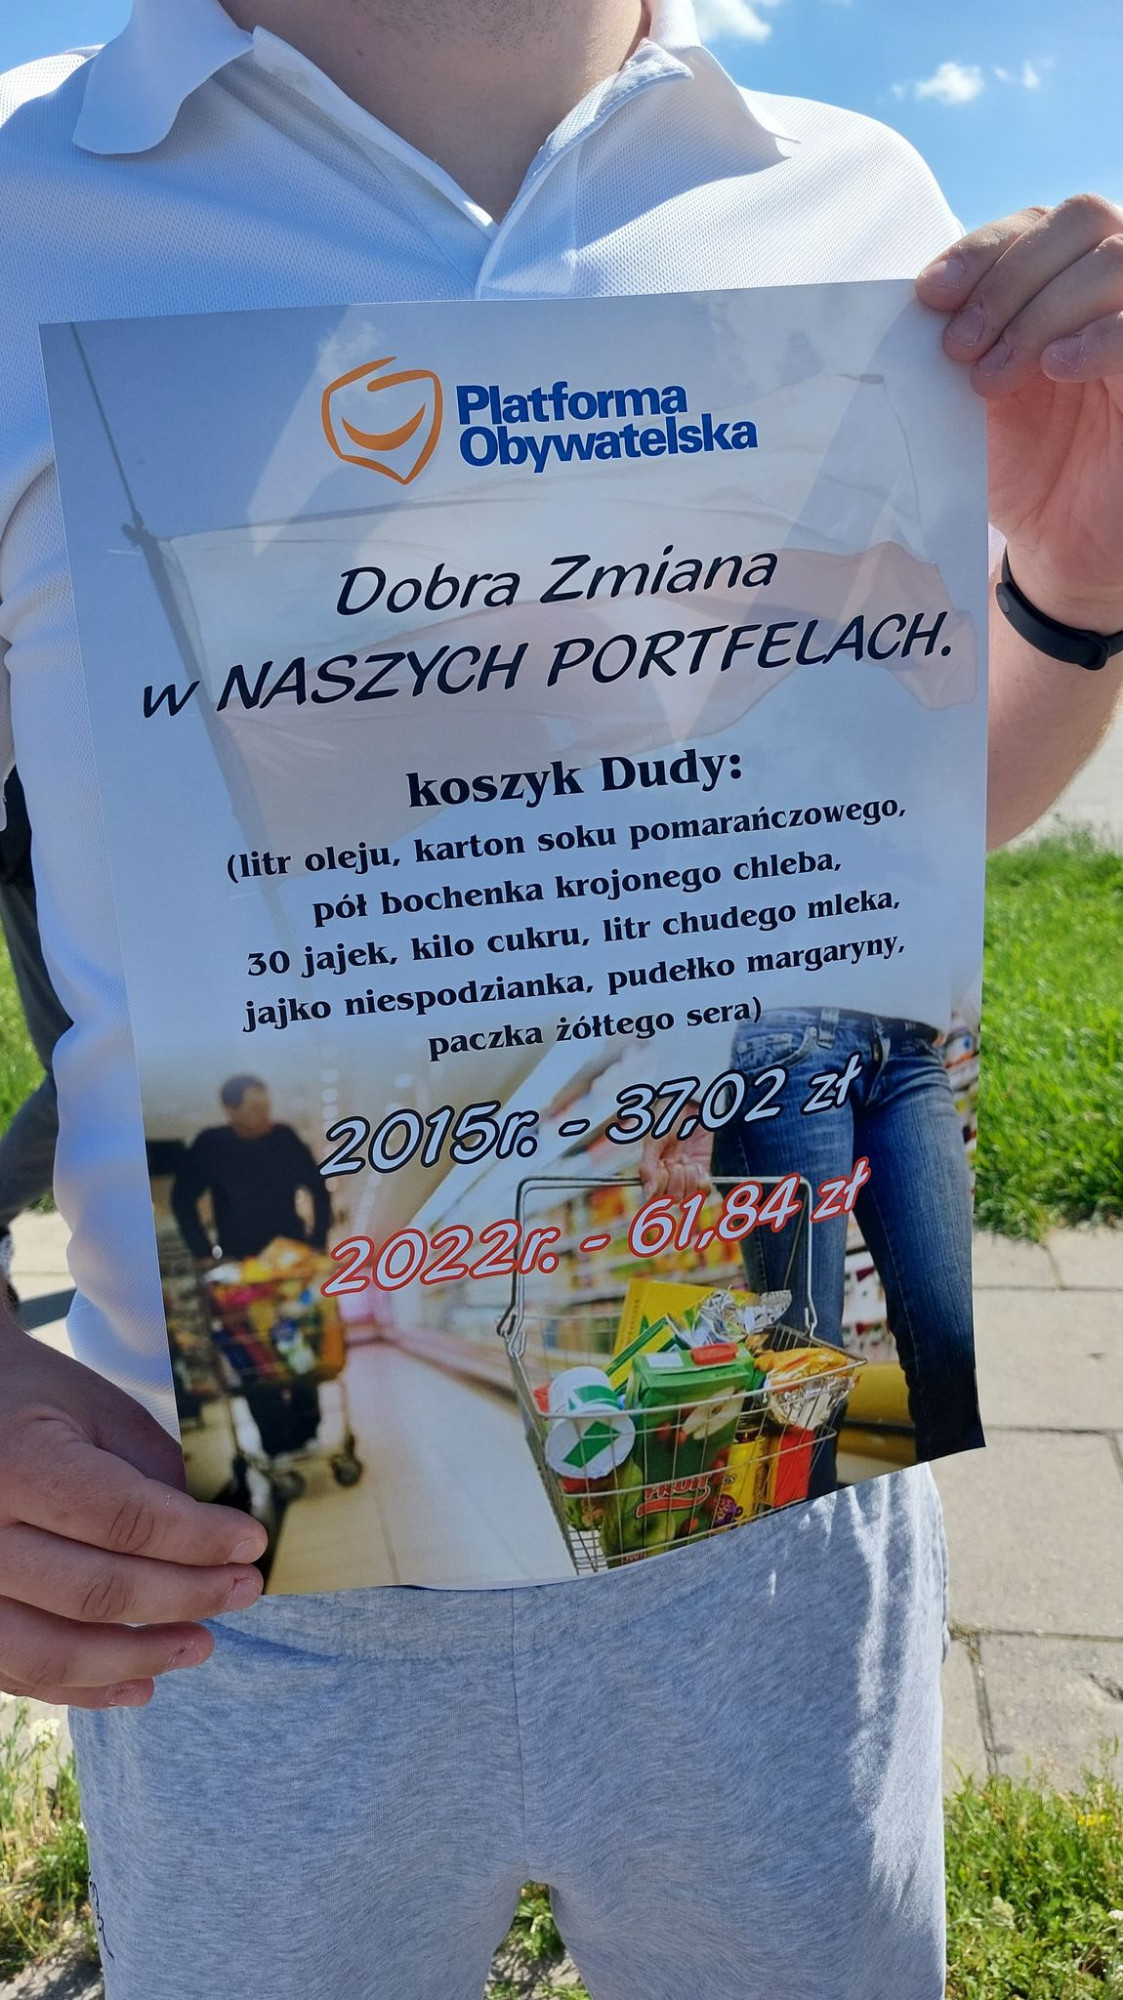 Platforma
Obywatelska
Dobra Zmiana
w NASZYCH PORTFELACH.
koszyk Dudy:
(litr oleju, karton soku pomarańczowego,
pół bochenka krojonego chleba,
30 jajek, kilo cukru, litr chudego mleka,
jajko niespodzianka, pudełko margaryny,
paczka żółtego sera)
2015r. - 37,02 zł
2022r. - 61,84 zł
FRUIT